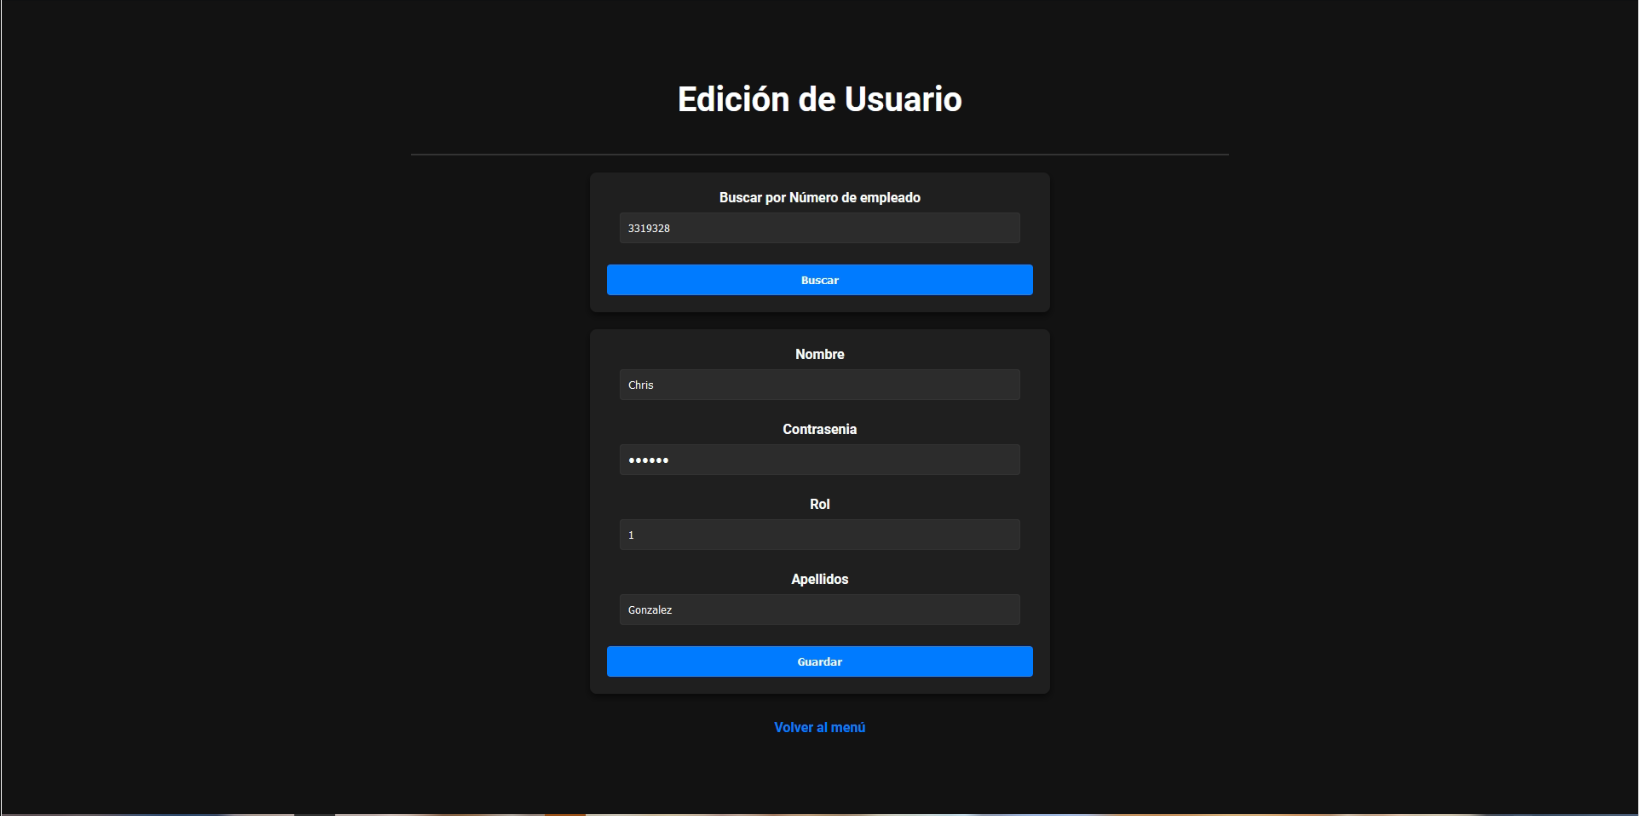 Edición de Usuario
Buscar por Número de empleado
3319328
Buscar
Nombre
Chris
Contrasenia
••••••
Rol
1
Apellidos
Gonzalez
Guardar
Volver al menú